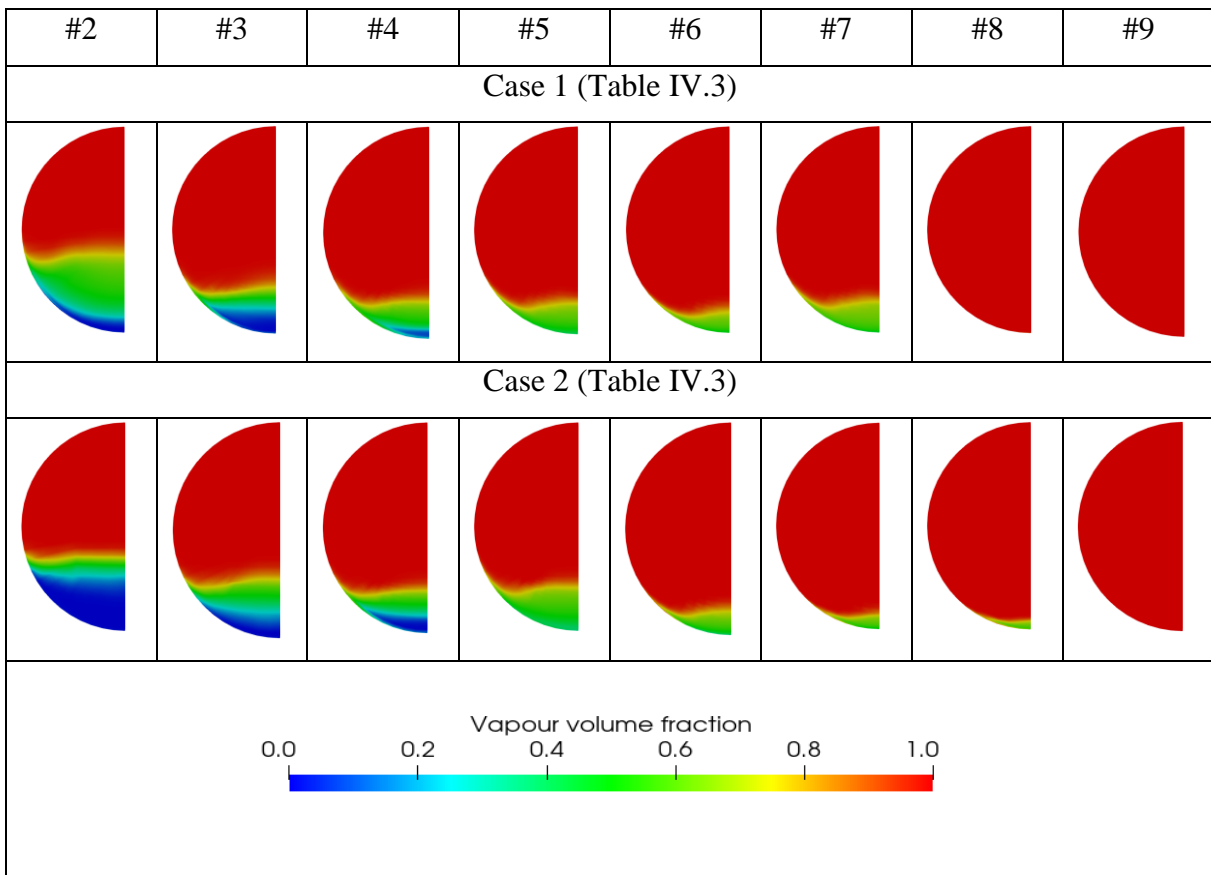 #2 #3 #4 #5 #6 #7 #8 #9
Case 1 (Table IV.3)
Case 2 (Table IV.3)
Vapour volume fraction
0.0 0.2 0.4 0.6 0.8 1.0